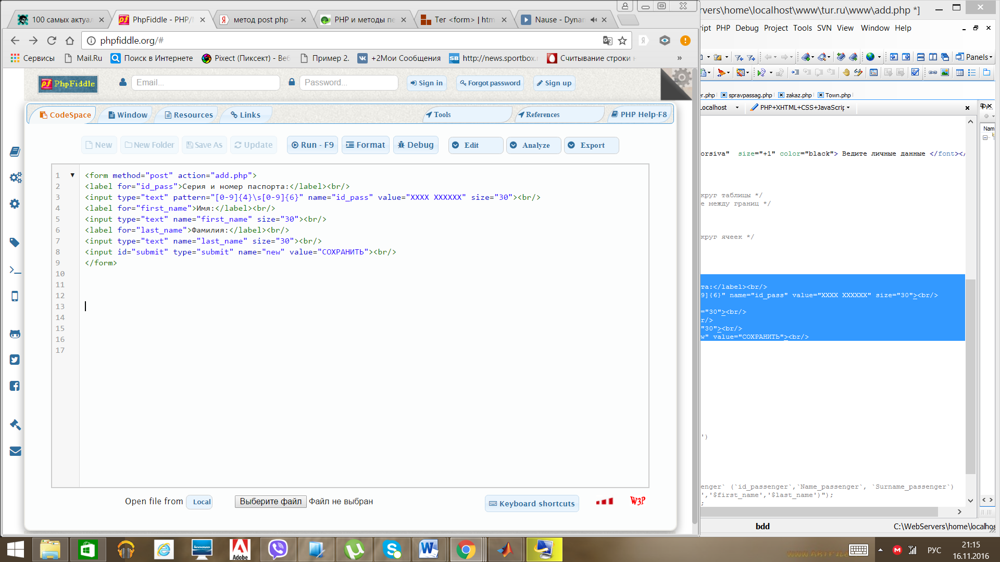 100 самых актуал
PhpFiddle - PHP/
метод post php –
PHP и методы пе
Тег <form> | htm
Nause - Dynar
ervers\home\localhost\www\tur.ru\www\add.php *]
phpfiddle.org/#
ript PHP Debug Project Tools SVN View Window Help
Сервисы Mail.Ru Поиск в Интернете Pixect (Пиксект) - Веб Пример 2. +2Мои Сообщения http://news.sportbox. Считывание строки
»
Panels
PhpFiddle
Email...
Password...
Sign in
Forgot password
Sign up
er.php spravpassag.php zakaz.php Town.php
CodeSpace Window Resources Links Tools References PHP Help-F8
ocalhost PHP+XHTML+CSS+JavaScrip
Nam
New New Folder Save As Update Run - F9 Format Debug Edit Analyze Export
orsiva" size="+1" color="black"> Ведите личные данные </font></
1 <form method="post" action="add.php">
2 <label for="id_pass">Серия и номер паспорта:</label><br/>
3 <input type="text" pattern="[0-9]{4}\s[0-9]{6}" name="id_pass" value="XXXX XXXXXX" size="30"><br/>
4 <label for="first_name">Имя:</label><br/>
5 <input type="text" name="first_name" size="30"><br/>
6 <label for="last_name">Фамилия:</label><br/>
7 <input type="text" name="last_name" size="30"><br/>
8 <input id="submit" type="submit" name="new" value="СОХРАНИТЬ"><br/>
9 </form>
10
11
12
13
14
15
16
17
круг таблицы */
е между границ */
круг ячеек */
та:</label><br/>
9]{6}" name="id_pass" value="XXXX XXXXXX" size="30"><br/>
="30"><br/>
r/>
"30"><br/>
w" value="СОХРАНИТЬ"><br/>
')
enger` (`id_passenger`,`Name_passenger`, `Surname_passenger`)
','$first_name','$last_name')");
;
Open file from Local Выберите файл Файл не выбран Keyboard shortcuts W3P
bdd
C:\WebServers\home\localhos
Adobe
РУС
21:15
16.11.2016